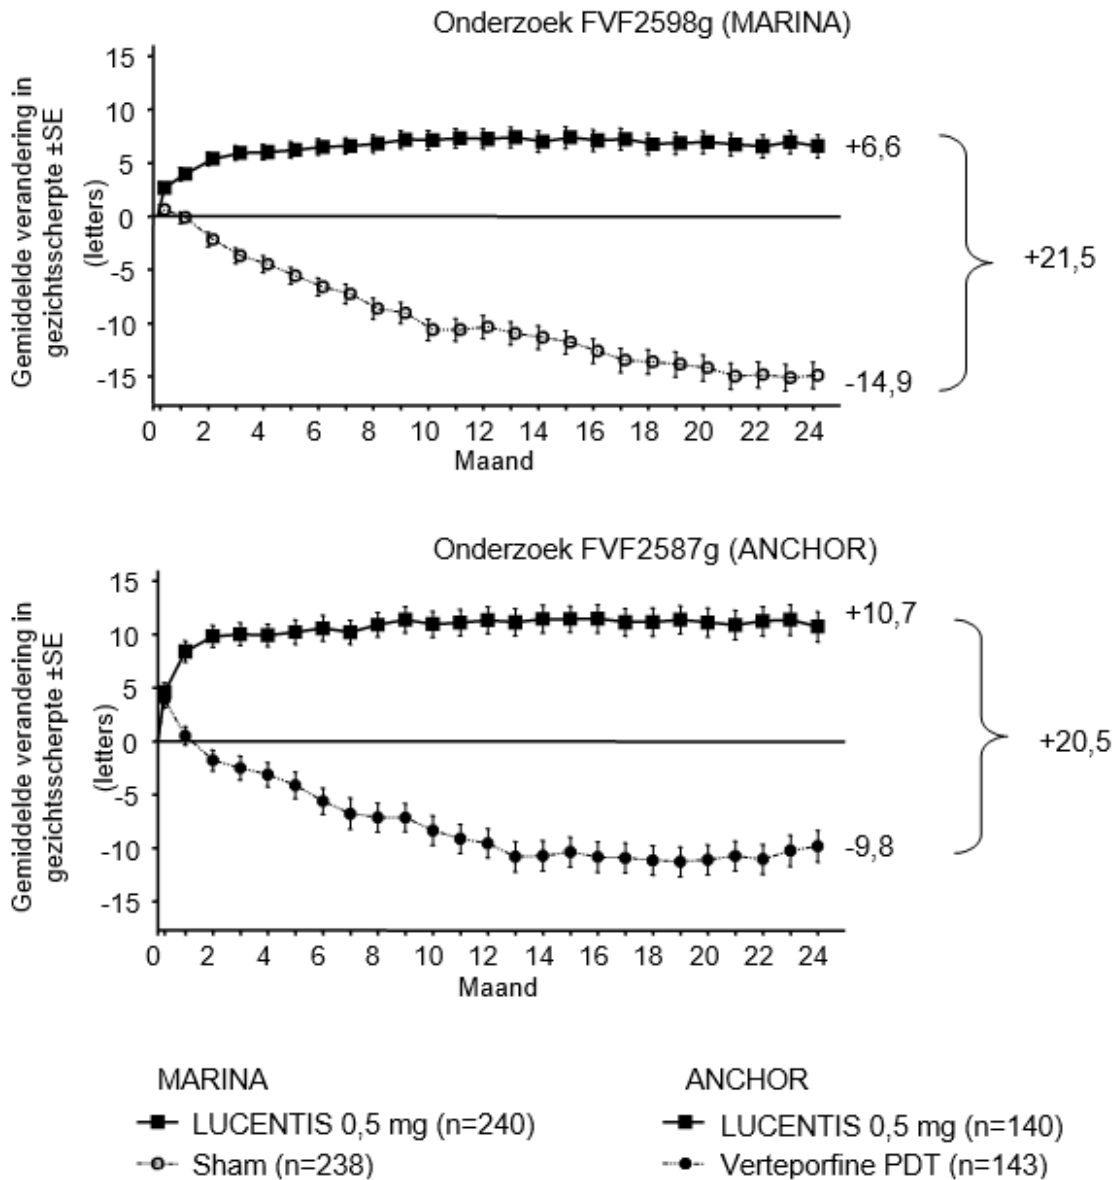 Onderzoek FVF2598g (MARINA)
Gemiddelde verandering in
gezichtsscherpte ±SE
(letters)
15
10
5
0
-5
-10
-15
+6,6
-14,9
+21,5
0 2 4 6 8 10 12 14 16 18 20 22 24
Maand
Onderzoek FVF2587g (ANCHOR)
Gemiddelde verandering in
gezichtsscherpte ±SE
(letters)
15
10
5
0
-5
-10
-15
+10,7
-9,8
+20,5
0 2 4 6 8 10 12 14 16 18 20 22 24
Maand
MARINA
LUCENTIS 0,5 mg (n=240)
Sham (n=238)
ANCHOR
LUCENTIS 0,5 mg (n=140)
Verteporfine PDT (n=143)